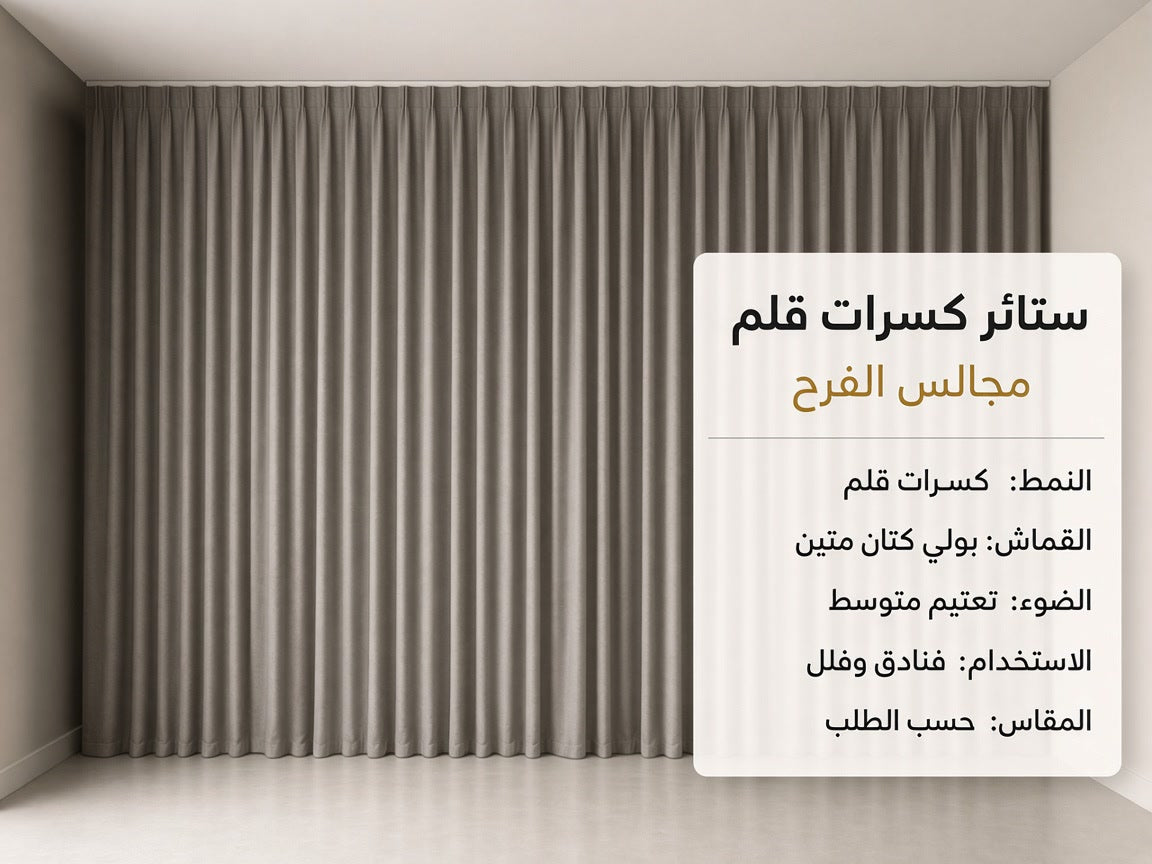 ستائر كسرات قلم
مجالس الفرح
النمط: كسرات قلم
القماش: بولي كتان متين
الضوء: تعتيم متوسط
الاستخدام: فنادق وفلل
المقاس: حسب الطلب